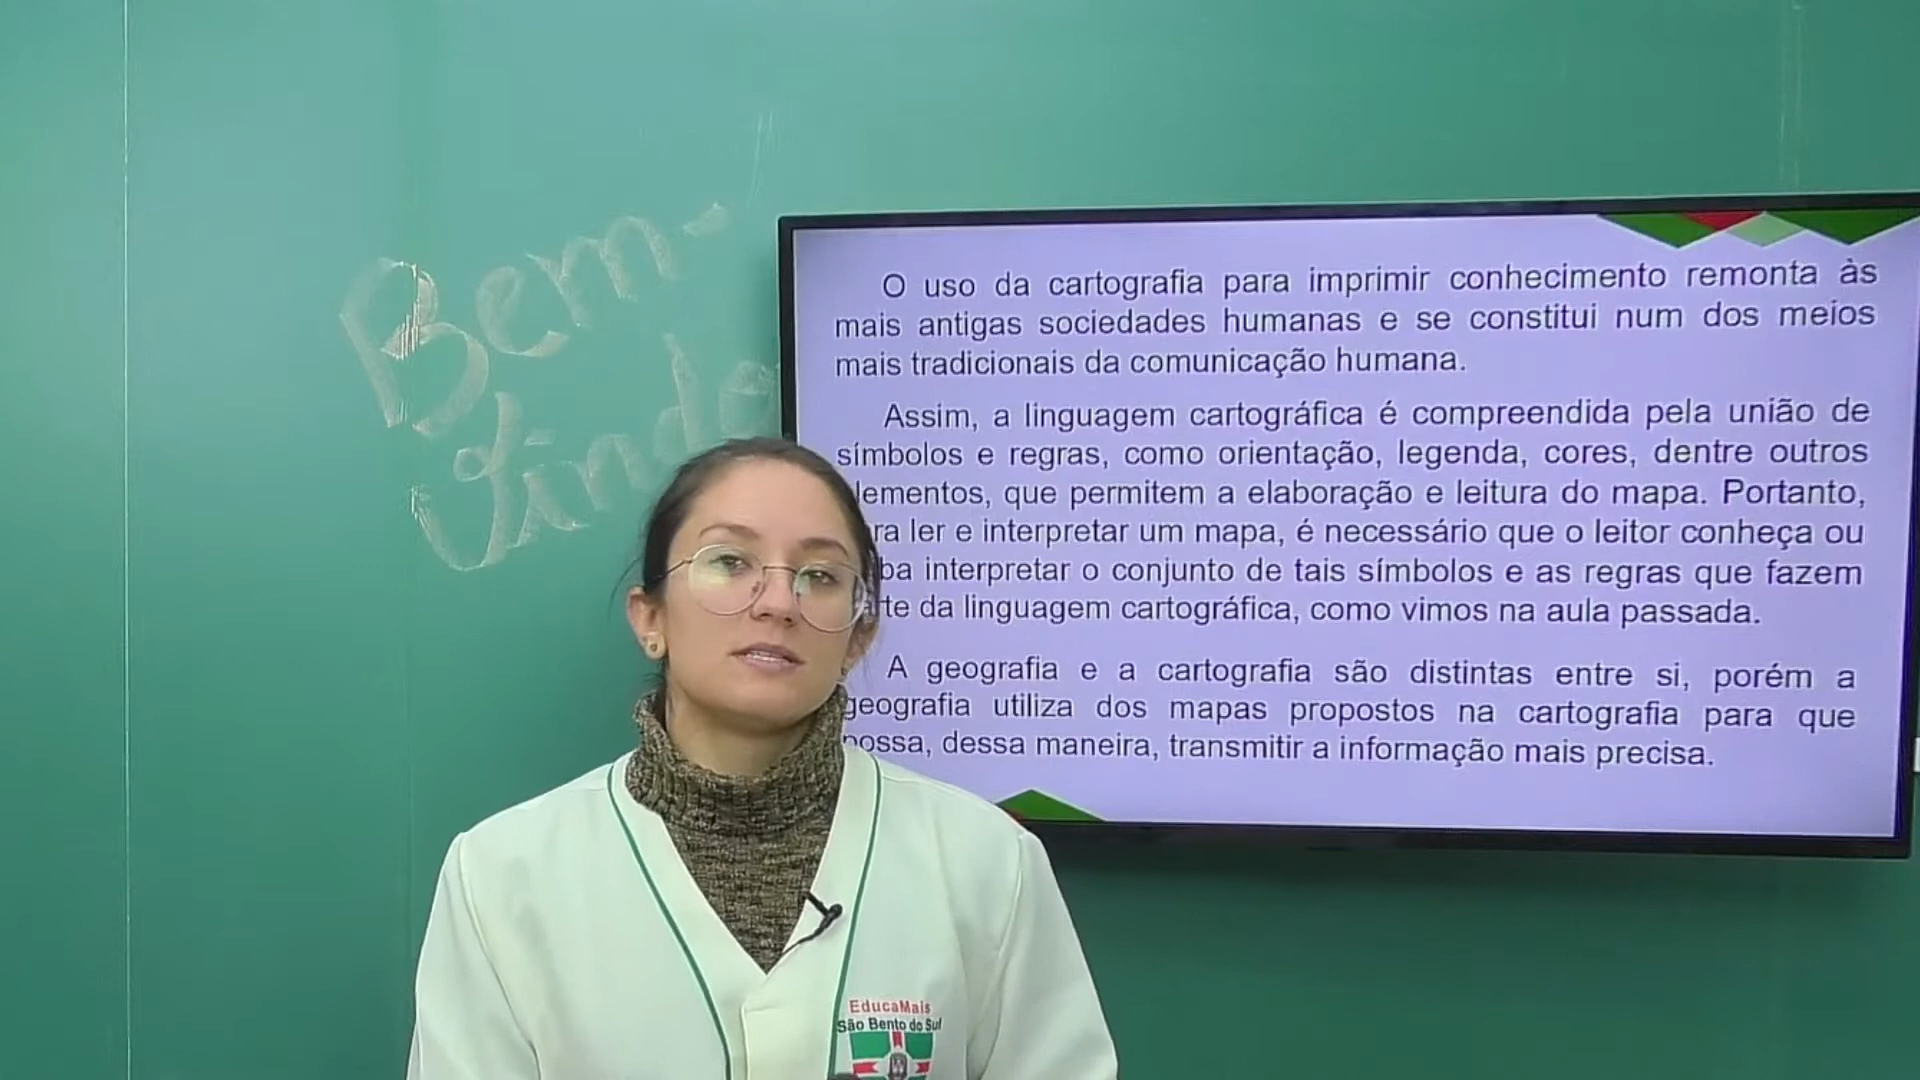 Bem-
Vindo
O uso da cartografia para imprimir conhecimento remonta às
mais antigas sociedades humanas e se constitui num dos meios
mais tradicionais da comunicação humana.
Assim, a linguagem cartográfica é compreendida pela união de
símbolos e regras, como orientação, legenda, cores, dentre outros
lementos, que permitem a elaboração e leitura do mapa. Portanto,
ra ler e interpretar um mapa, é necessário que o leitor conheça ou
ba interpretar o conjunto de tais símbolos e as regras que fazem
arte da linguagem cartográfica, como vimos na aula passada.
A geografia e a cartografia são distintas entre si, porém a
geografia utiliza dos mapas propostos na cartografia para que
possa, dessa maneira, transmitir a informação mais precisa.
EducaMais
São Bento do Sul